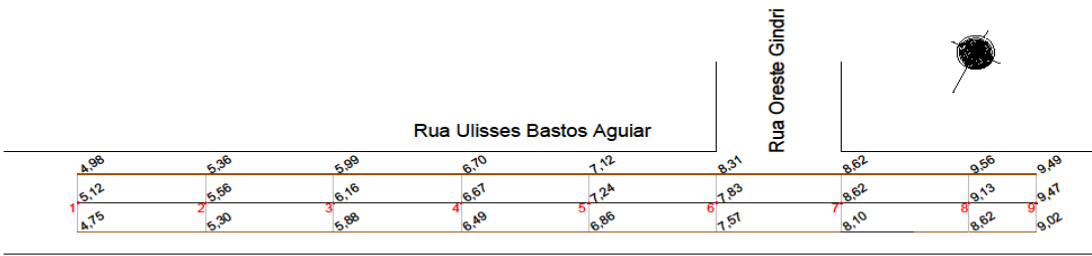 Rua Oreste Gindri
Rua Ulisses Bastos Aguiar
4,98 5,36 5,99 6,70 7,12 8,31 8,62 9,56 9,49
5,12 5,56 6,16 6,67 7,24 7,83 8,62 9,13 9,47
1 2 3 4 5 6 7 8 9
4,75 5,30 5,88 6,49 6,86 7,57 8,10 8,62 9,02